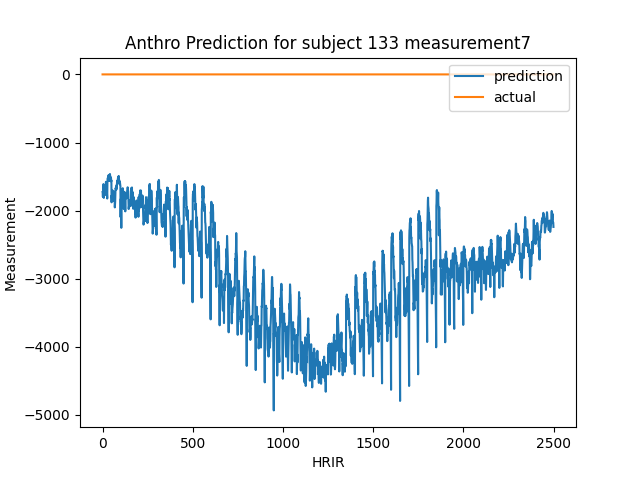 Anthro Prediction for subject 133 measurement7
prediction
actual
Measurement
0
−1000
−2000
−3000
−4000
−5000
0 500 1000 1500 2000 2500
HRIR